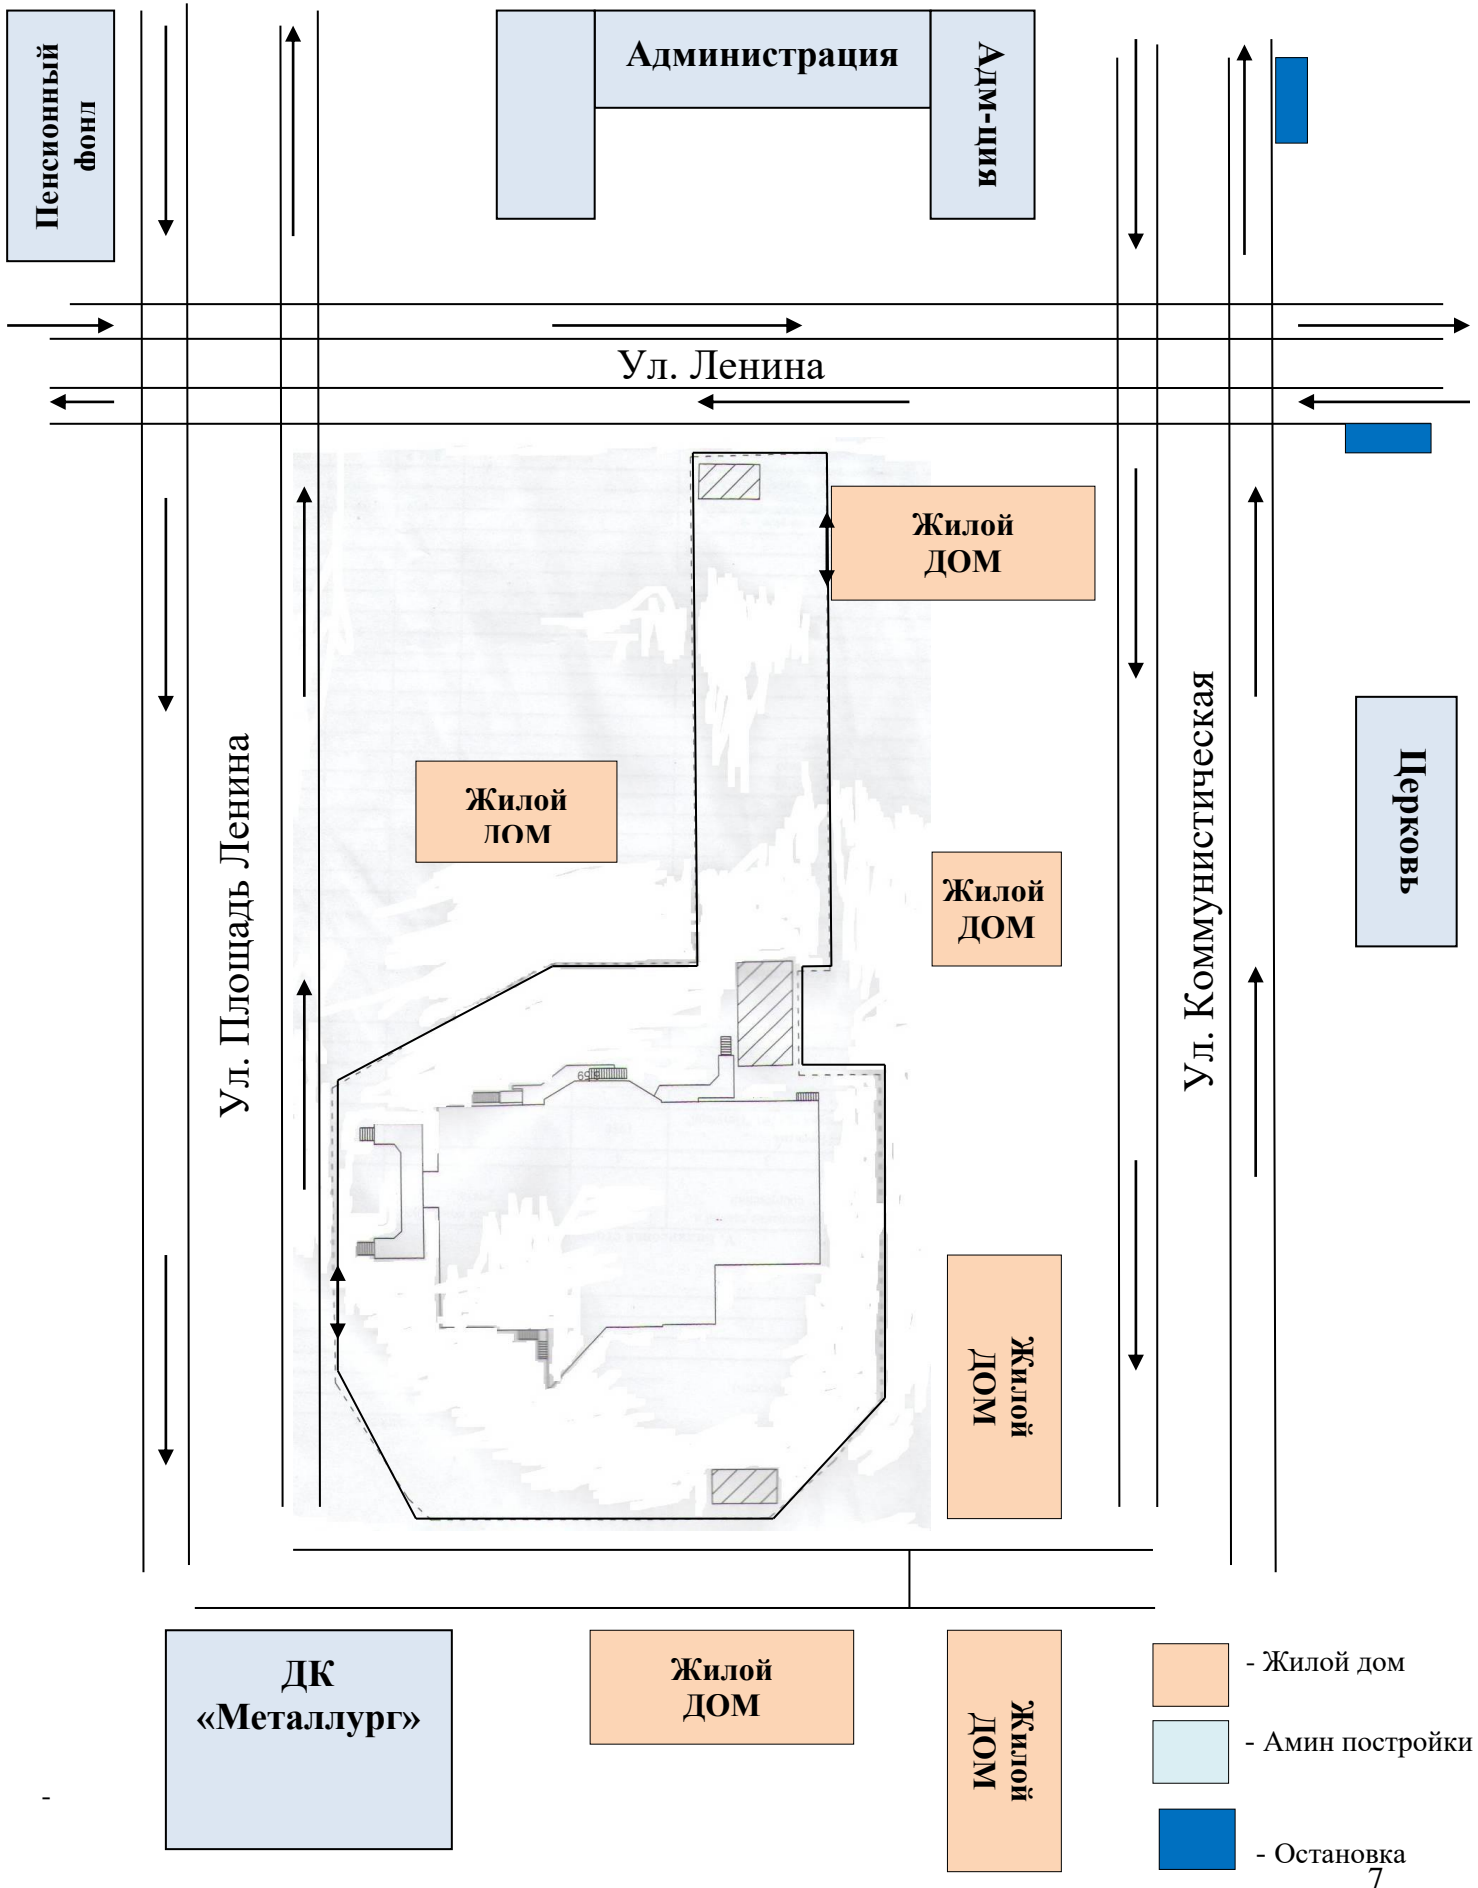 Пенсионный
фонд
Администрация
Адм-ция
Ул. Ленина
Жилой
ДОМ
Жилой
ДОМ
Жилой
ДОМ
Ул. Площадь Ленина
Ул. Коммунистическая
Церковь
Жилой
ДОМ
ДК
«Металлург»
Жилой
ДОМ
Жилой
ДОМ
- Жилой дом
- Амин постройки
-
- Остановка
7